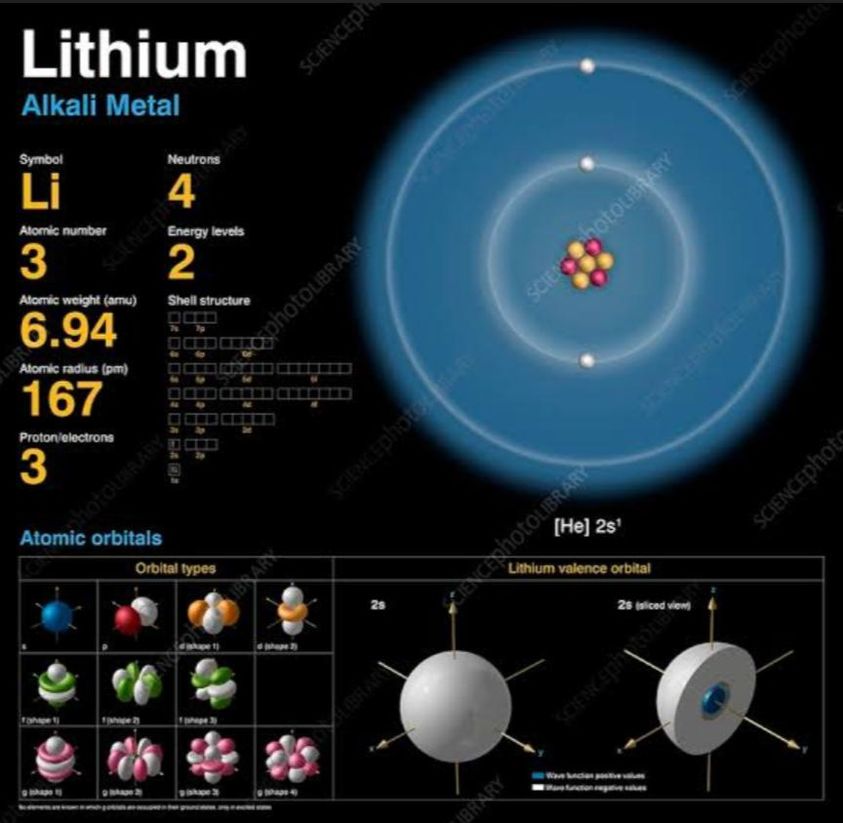 Lithium
Alkali Metal
Symbol
Li
Neutrons
4
Atomic number
3
Energy levels
2
Atomic weight (amu)
6.94
Shell structure
7s 7p
6s 6p 6d
5s 5p 5d 5f
4s 4p 4d 4f
3s 3p 3d
2s 2p
1s
Atomic radius (pm)
167
Proton/electrons
3
[He] 2s¹
Atomic orbitals
Orbital types
s
p
d (shape 1)
d (shape 2)
f (shape 1)
f (shape 2)
f (shape 3)
g (shape 1)
g (shape 2)
g (shape 3)
g (shape 4)
Lithium valence orbital
2s
z
x
y
2s (sliced view)
z
x
y
Wave function positive values
Wave function negative values
No elements are known in which g orbitals are occupied in their ground states, only in excited states
SCIENCEphotoLIBRARY